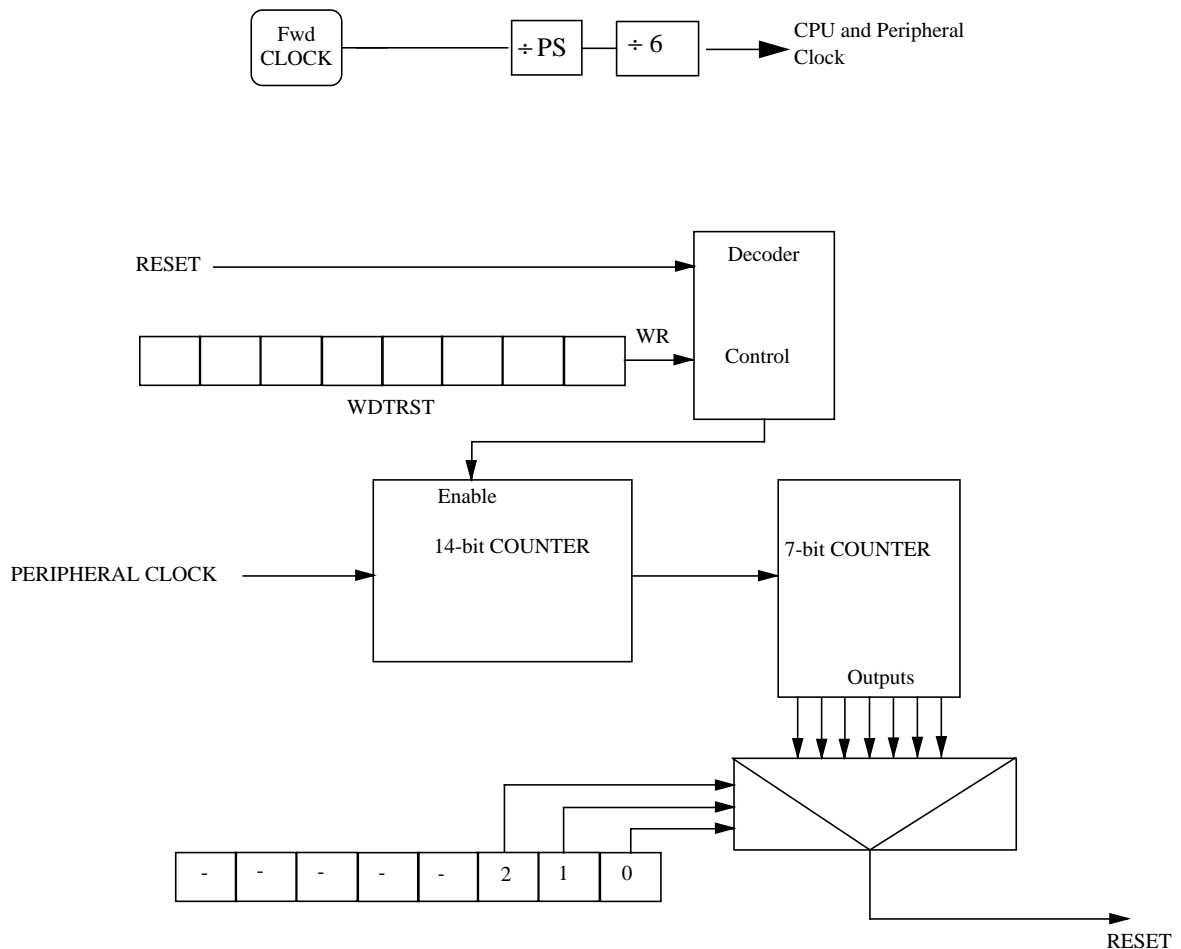 Fwd
CLOCK
÷ PS
÷ 6
CPU and Peripheral
Clock
RESET
Decoder
WR
Control
WDTRST
Enable
14-bit COUNTER
7-bit COUNTER
PERIPHERAL CLOCK
Outputs
- - - - - 2 1 0
RESET